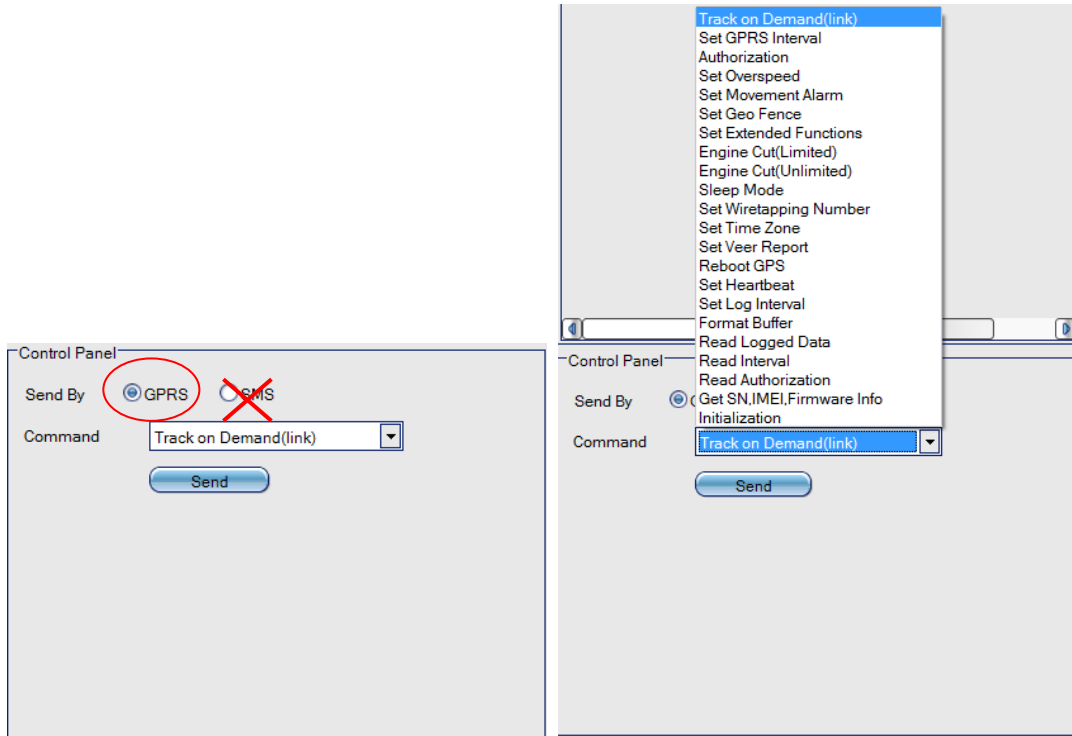 Control Panel
Send By GPRS SMS
Command Track on Demand(link)
Send
Track on Demand(link)
Set GPRS Interval
Authorization
Set Overspeed
Set Movement Alarm
Set Geo Fence
Set Extended Functions
Engine Cut(Limited)
Engine Cut(Unlimited)
Sleep Mode
Set Wiretapping Number
Set Time Zone
Set Veer Report
Reboot GPS
Set Heartbeat
Set Log Interval
Format Buffer
Read Logged Data
Read Interval
Read Authorization
Get SN,IMEI,Firmware Info
Initialization
Control Panel
Send By
Command Track on Demand(link)
Send